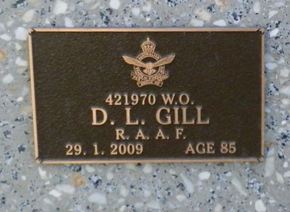 421970 W.O.
D. L. GILL
R. A. A. F.
29. 1. 2009 AGE 85